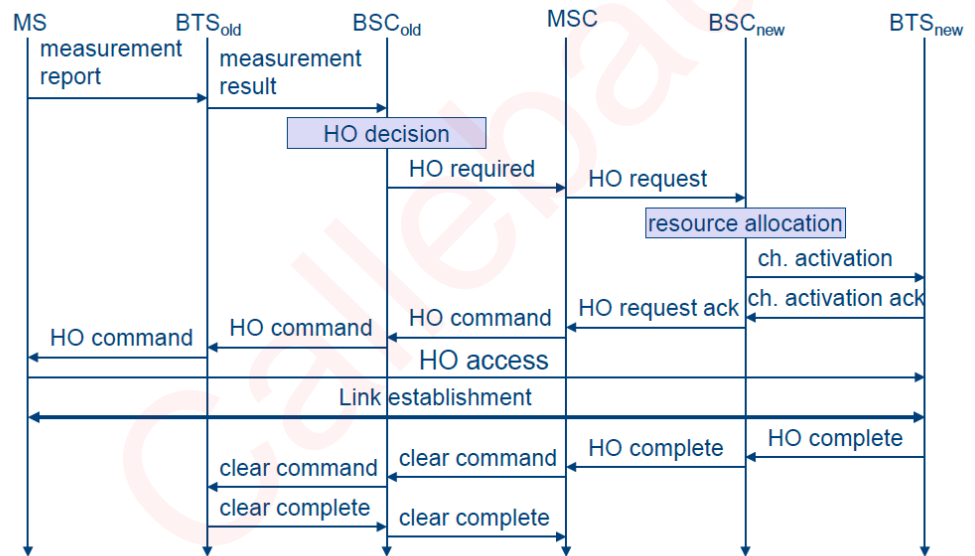 MS
BTSold
BSCold
MSC
BSCnew
BTSnew
measurement
report
measurement
result
HO decision
HO required
HO request
resource allocation
ch. activation
ch. activation ack
HO request ack
HO command
HO command
HO command
HO access
Link establishment
HO complete
HO complete
clear command
clear command
clear complete
clear complete